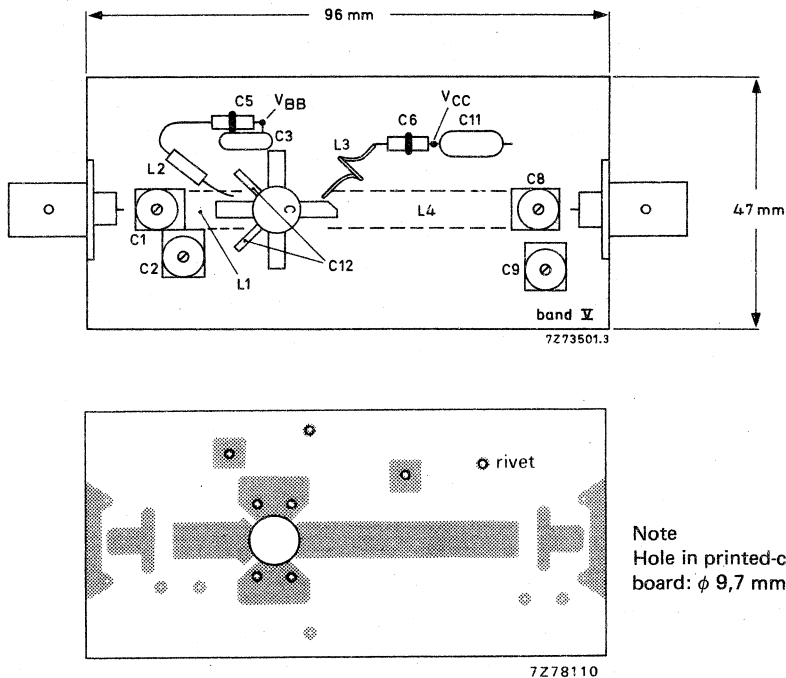 96 mm
C5
VBB
C3
L2
L3
C6
VCC
C11
C8
C
L4
47 mm
C1
C2
L1
C12
C9
band V
7Z73501.3
rivet
Note
Hole in printed-c
board: ϕ 9,7 mm
7Z78110